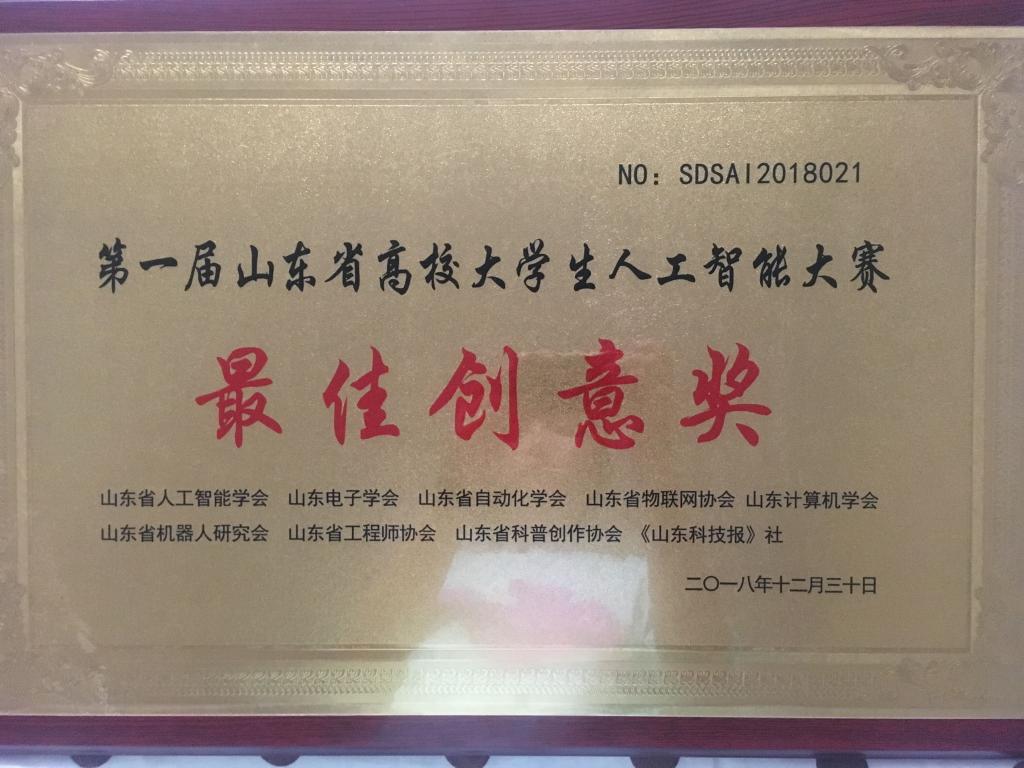 NO：SDSAI2018021
第一届山东省高校大学生人工智能大赛
最佳创意奖
山东省人工智能学会 山东电子学会 山东省自动化学会 山东省物联网协会 山东计算机学会
山东省机器人研究会 山东省工程师协会 山东省科普创作协会 《山东科技报》社
二〇一八年十二月三十日